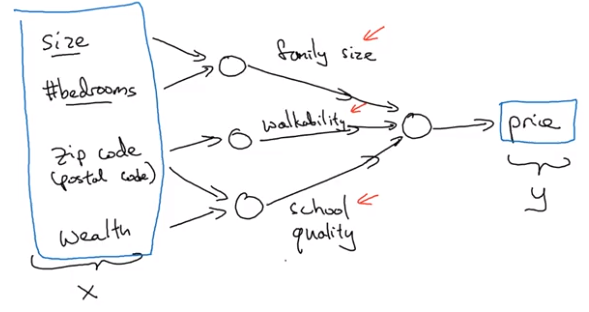 size
#bedrooms
zip code
(postal code)
wealth
x
family size
walkability
school
quality
price
y